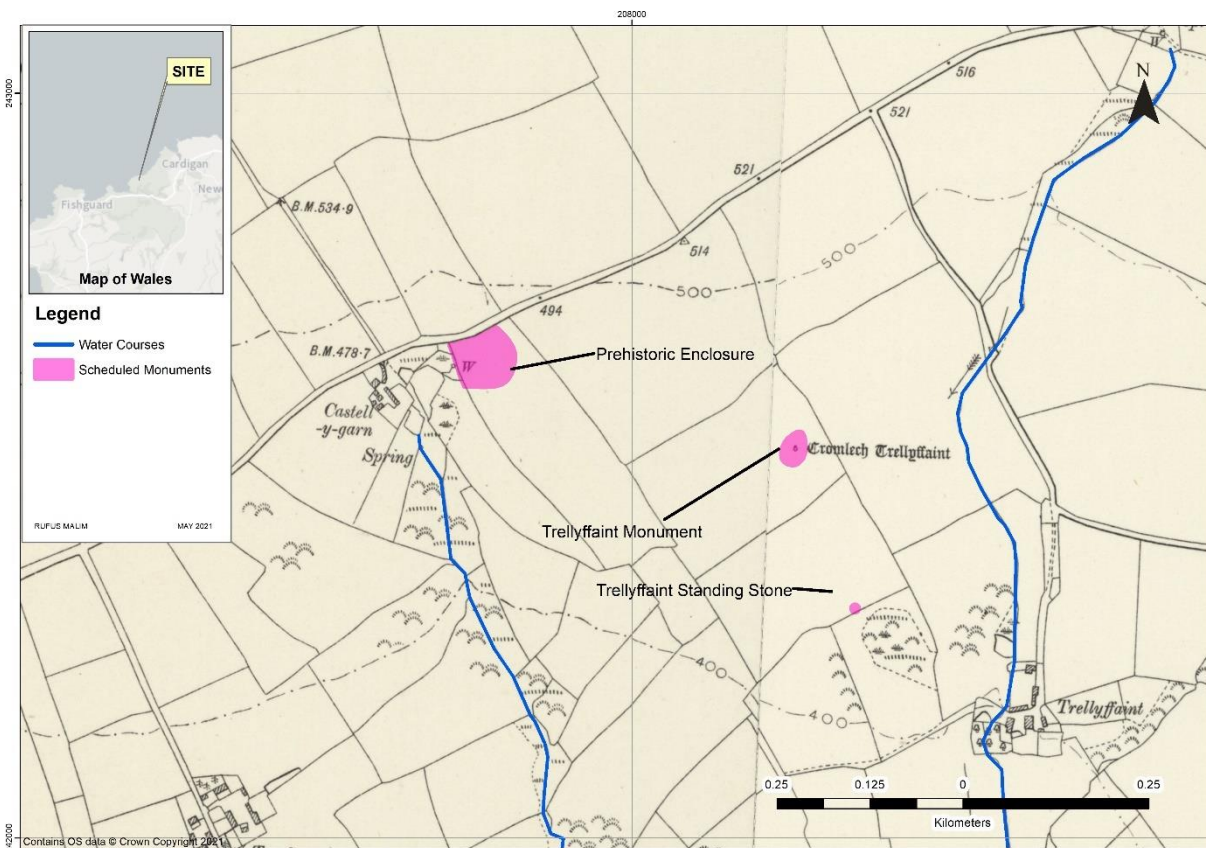 208000
243000
SITE
Cardigan
New
Fishguard
Map of Wales
Legend
Water Courses
Scheduled Monuments
RUFUS MALIM MAY 2021
N
W
516
521
521
B.M.534·9
514
500
500
494
B.M.478·7
Prehistoric Enclosure
W
Castell
-y-garn
Spring
Cromlech Trellyffaint
Trellyffaint Monument
Trellyffaint Standing Stone
400
400
Trellyffaint
0.25 0.125 0 0.25
Kilometers
42000
Contains OS data © Crown Copyright 2021